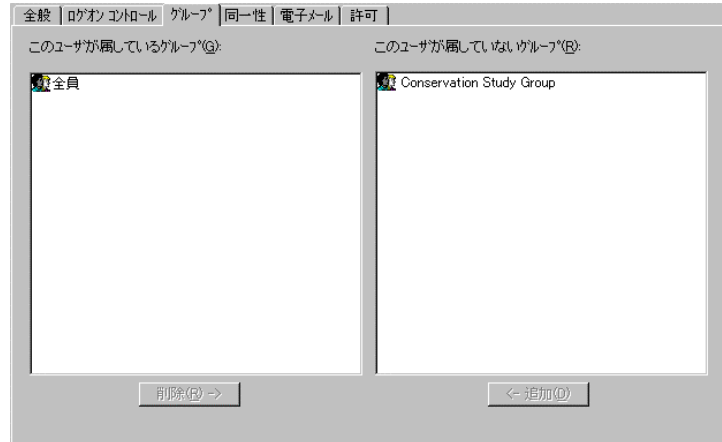 全般 ログオン コントロール グループ 同一性 電子メール 許可
このユーザが属しているグループ(G):
このユーザが属していないグループ(R):
全員
Conservation Study Group
削除(R) ->
<- 追加(D)